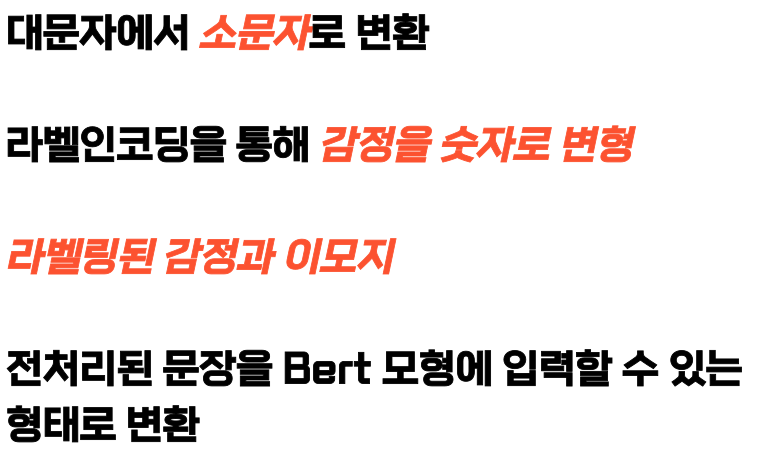 대문자에서 소문자로 변환
라벨인코딩을 통해 감정을 숫자로 변형
라벨링된 감정과 이모지
전처리된 문장을 Bert 모형에 입력할 수 있는
형태로 변환